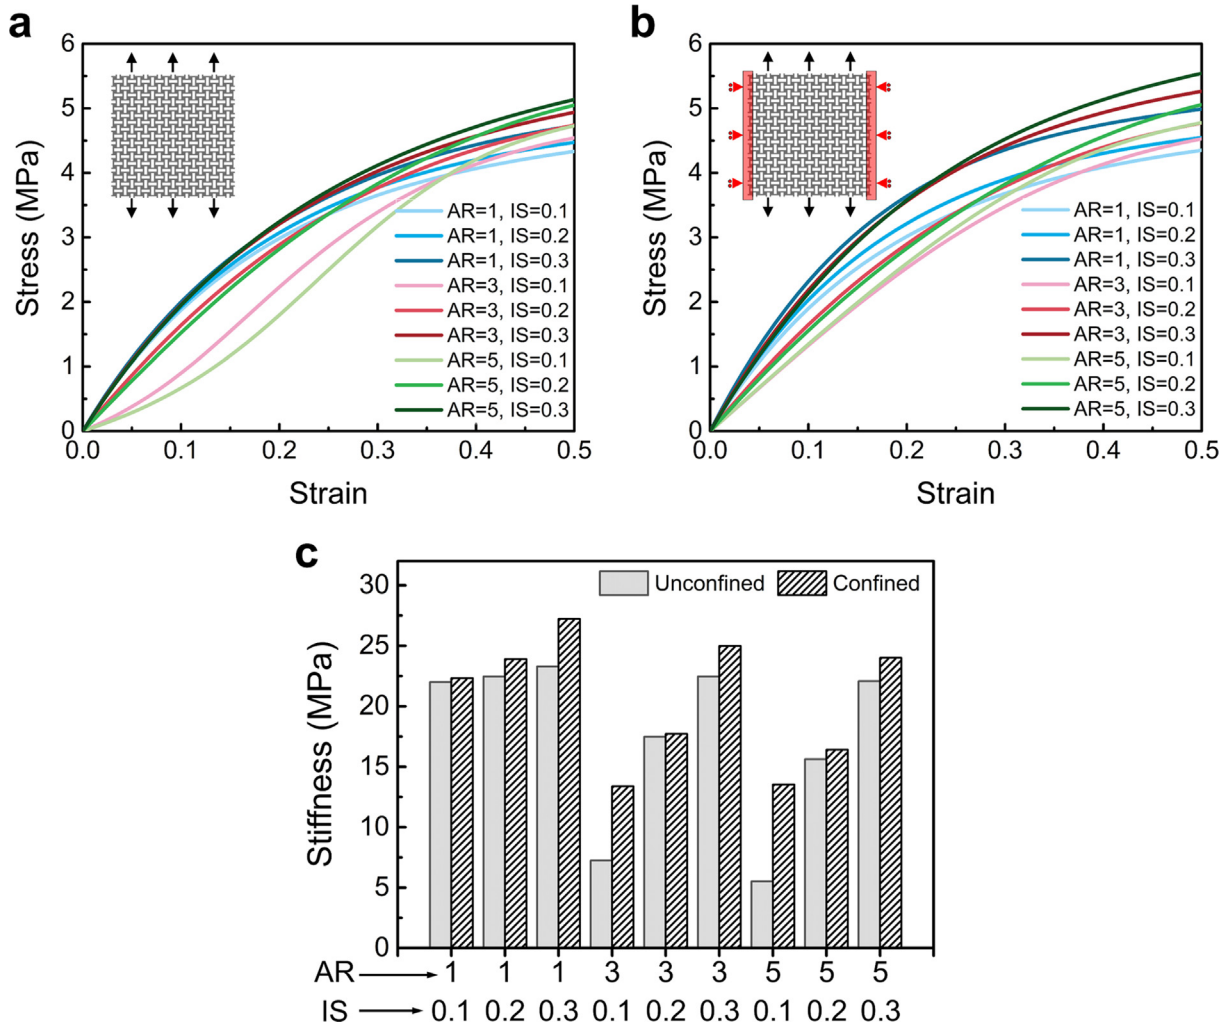 a
6
5
4
3
2
1
0
Stress (MPa)
AR=1, IS=0.1
AR=1, IS=0.2
AR=1, IS=0.3
AR=3, IS=0.1
AR=3, IS=0.2
AR=3, IS=0.3
AR=5, IS=0.1
AR=5, IS=0.2
AR=5, IS=0.3
0.0 0.1 0.2 0.3 0.4 0.5
Strain
b
6
5
4
3
2
1
0
Stress (MPa)
AR=1, IS=0.1
AR=1, IS=0.2
AR=1, IS=0.3
AR=3, IS=0.1
AR=3, IS=0.2
AR=3, IS=0.3
AR=5, IS=0.1
AR=5, IS=0.2
AR=5, IS=0.3
0.0 0.1 0.2 0.3 0.4 0.5
Strain
c
30
25
20
15
10
5
0
Stiffness (MPa)
Unconfined Confined
AR 1 1 1 3 3 3 5 5 5
IS 0.1 0.2 0.3 0.1 0.2 0.3 0.1 0.2 0.3